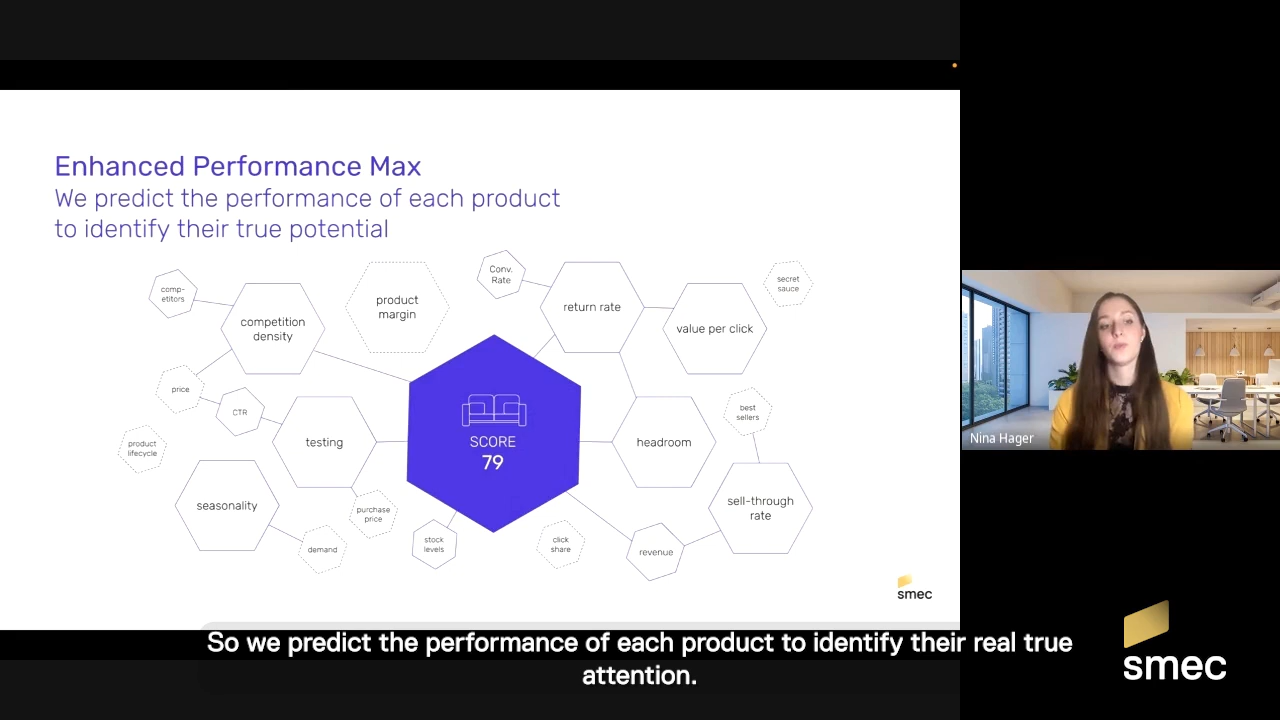 Enhanced Performance Max
We predict the performance of each product
to identify their true potential
comp-
etitors
competition
density
product
margin
Conv.
Rate
return rate
value per click
secret
sauce
price
CTR
testing
SCORE
79
headroom
best
sellers
product
lifecycle
seasonality
purchase
price
demand
stock
levels
click
share
revenue
sell-through
rate
smec
Nina Hager
So we predict the performance of each product to identify their real true
attention.
smec